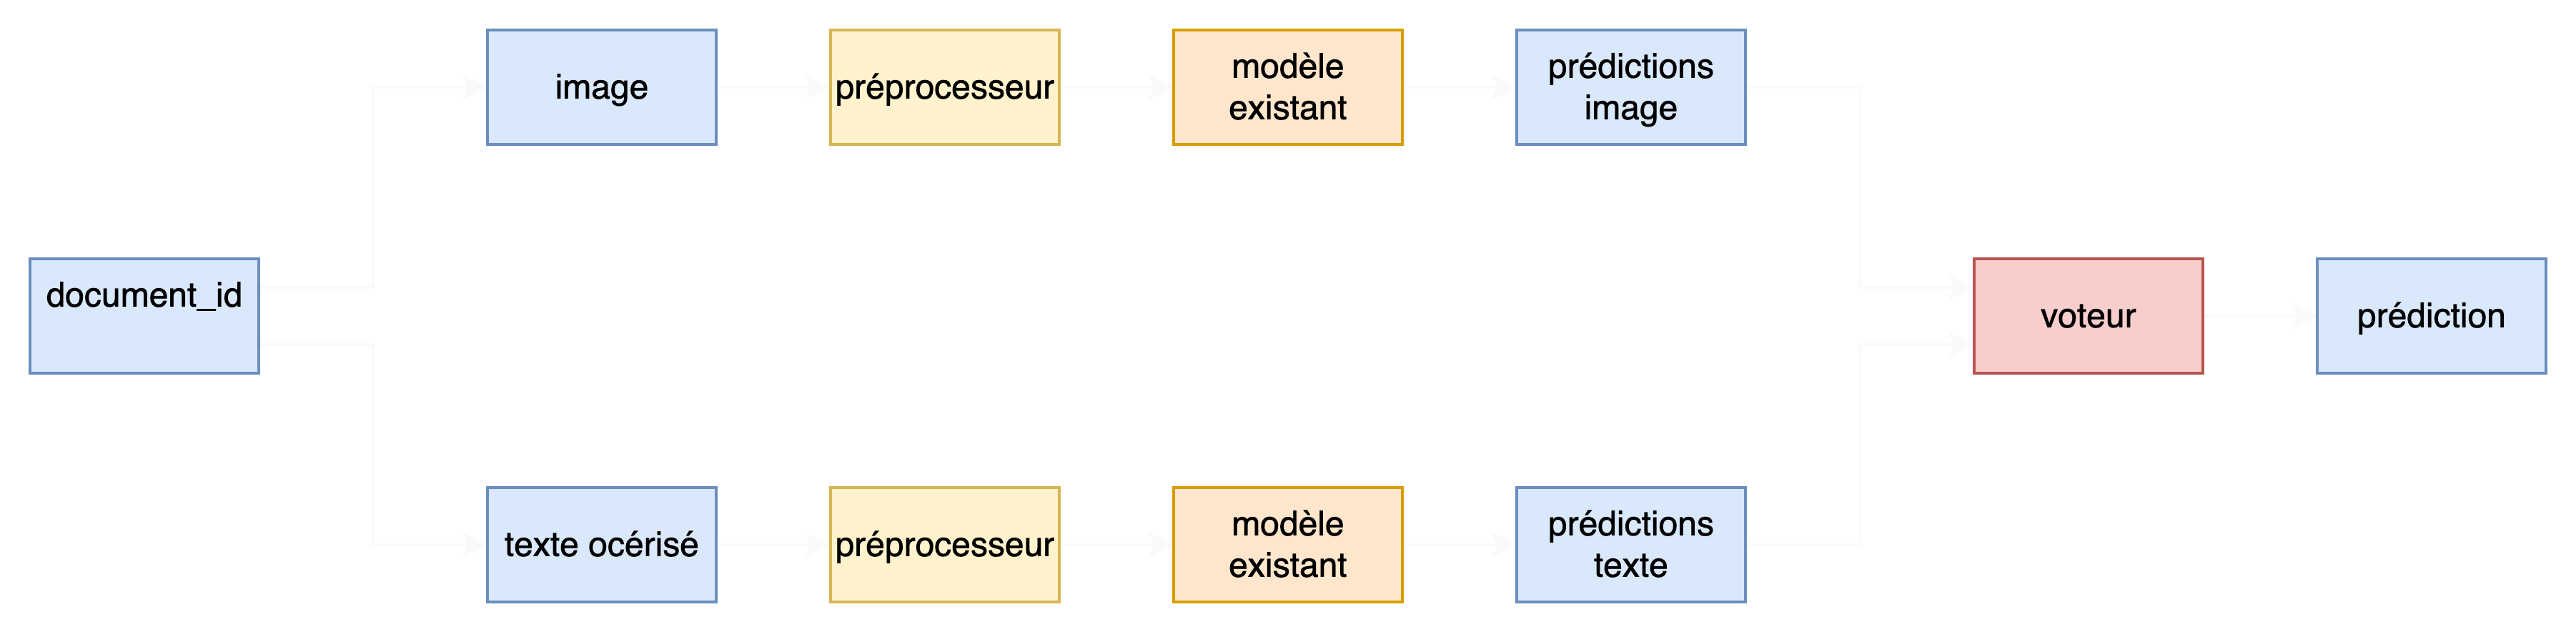 image
préprocesseur
modèle
existant
prédictions
image
document_id
voteur
prédiction
texte océrisé
préprocesseur
modèle
existant
prédictions
texte